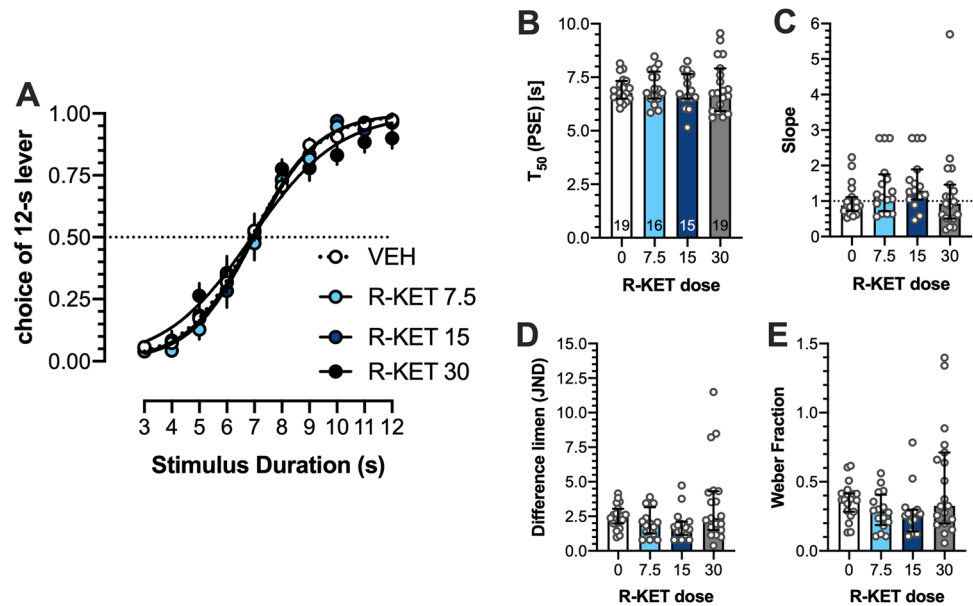 A
choice of 12-s lever
1.00
0.75
0.50
0.25
0.00
3 4 5 6 7 8 9 10 11 12
Stimulus Duration (s)
VEH
R-KET 7.5
R-KET 15
R-KET 30
B
T50 (PSE) [s]
10.0
7.5
5.0
2.5
0.0
19 16 15 19
0 7.5 15 30
R-KET dose
C
Slope
6
5
4
3
2
1
0
0 7.5 15 30
R-KET dose
D
Difference limen (JND)
15.0
12.5
10.0
7.5
5.0
2.5
0.0
0 7.5 15 30
R-KET dose
E
Weber Fraction
1.5
1.0
0.5
0.0
0 7.5 15 30
R-KET dose